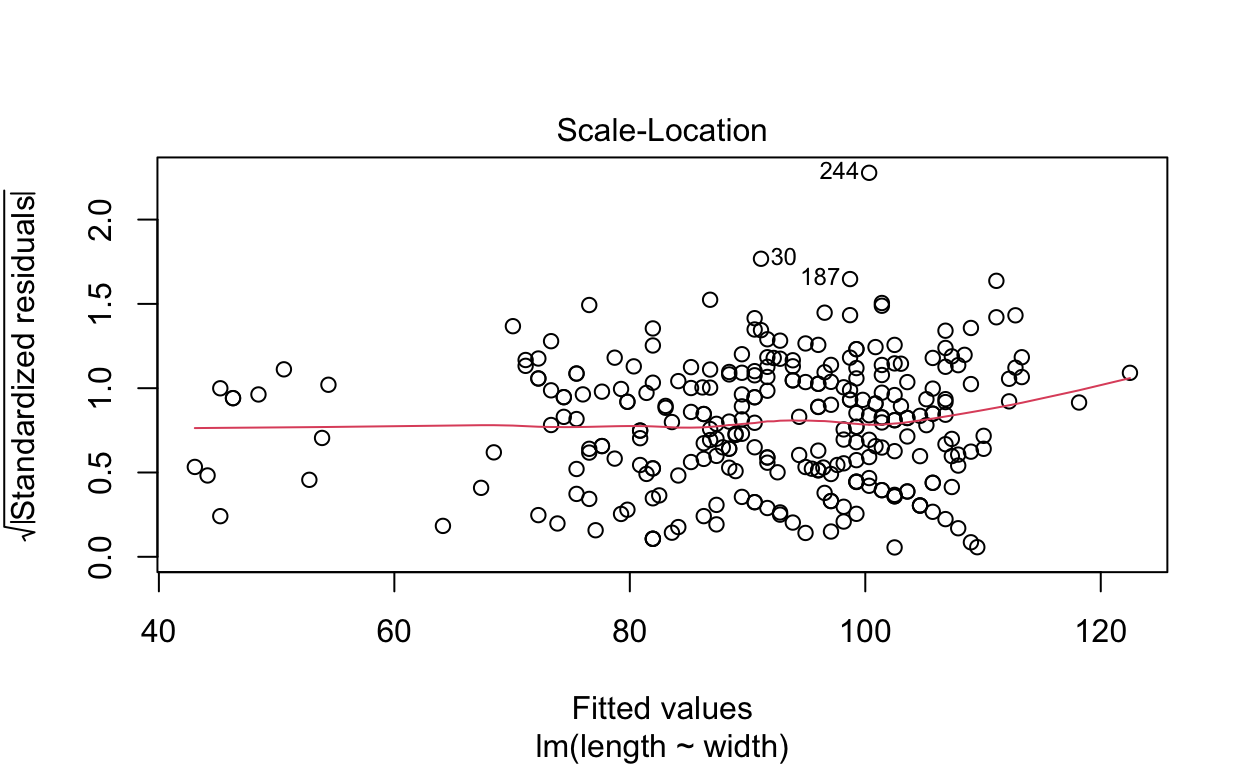 Scale-Location
√|Standardized residuals|
2.0
1.5
1.0
0.5
0.0
244
30
187
40 60 80 100 120
Fitted values
lm(length ~ width)